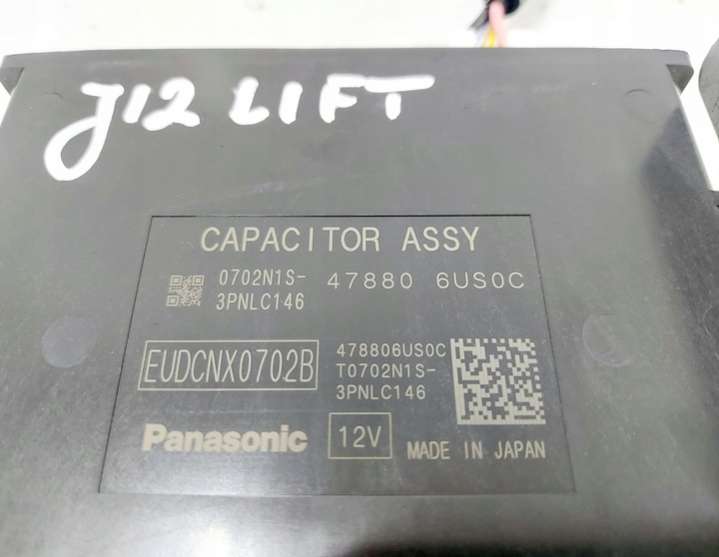 J12 LIFT
CAPACITOR ASSY
0702N1S-
3PNLC146
47880 6US0C
EUDCNX0702B
478806US0C
T0702N1S-
3PNLC146
Panasonic
12V
MADE IN JAPAN